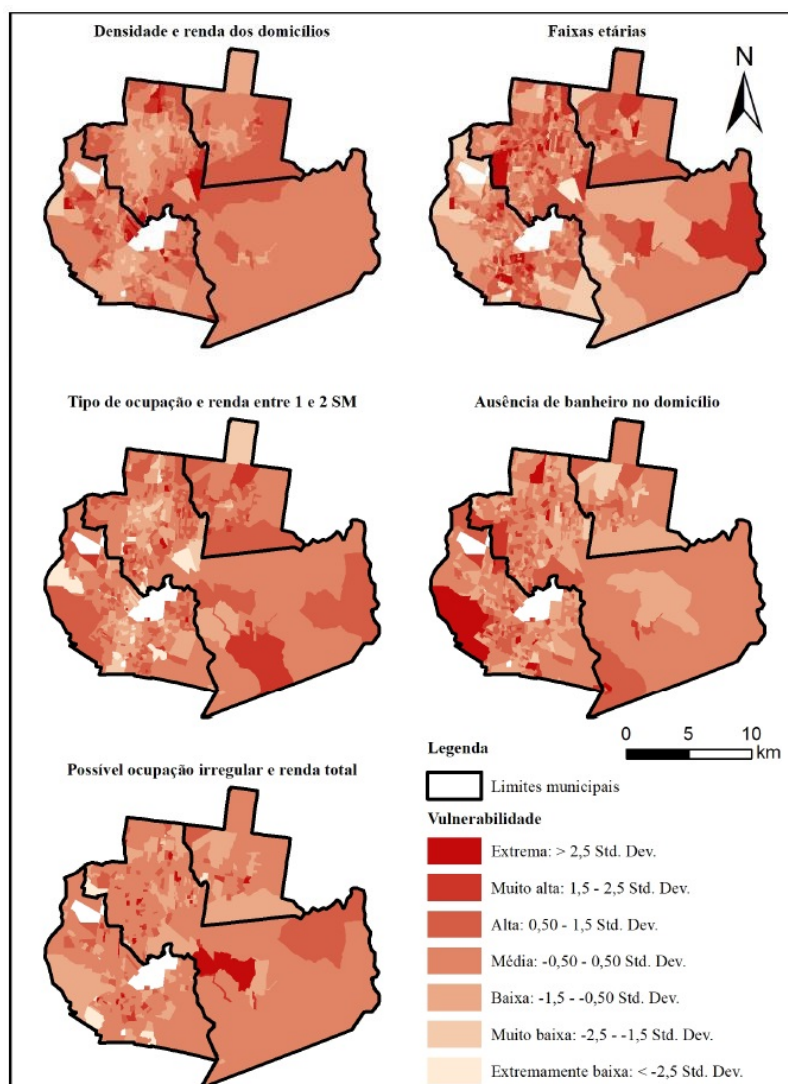 Densidade e renda dos domicílios
Faixas etárias
N
Tipo de ocupação e renda entre 1 e 2 SM
Ausência de banheiro no domicílio
0 5 10
km
Possível ocupação irregular e renda total
Legenda
Limites municipais
Vulnerabilidade
Extrema: > 2,5 Std. Dev.
Muito alta: 1,5 - 2,5 Std. Dev.
Alta: 0,50 - 1,5 Std. Dev.
Média: -0,50 - 0,50 Std. Dev.
Baixa: -1,5 - -0,50 Std. Dev.
Muito baixa: -2,5 - -1,5 Std. Dev.
Extremamente baixa: < -2,5 Std. Dev.